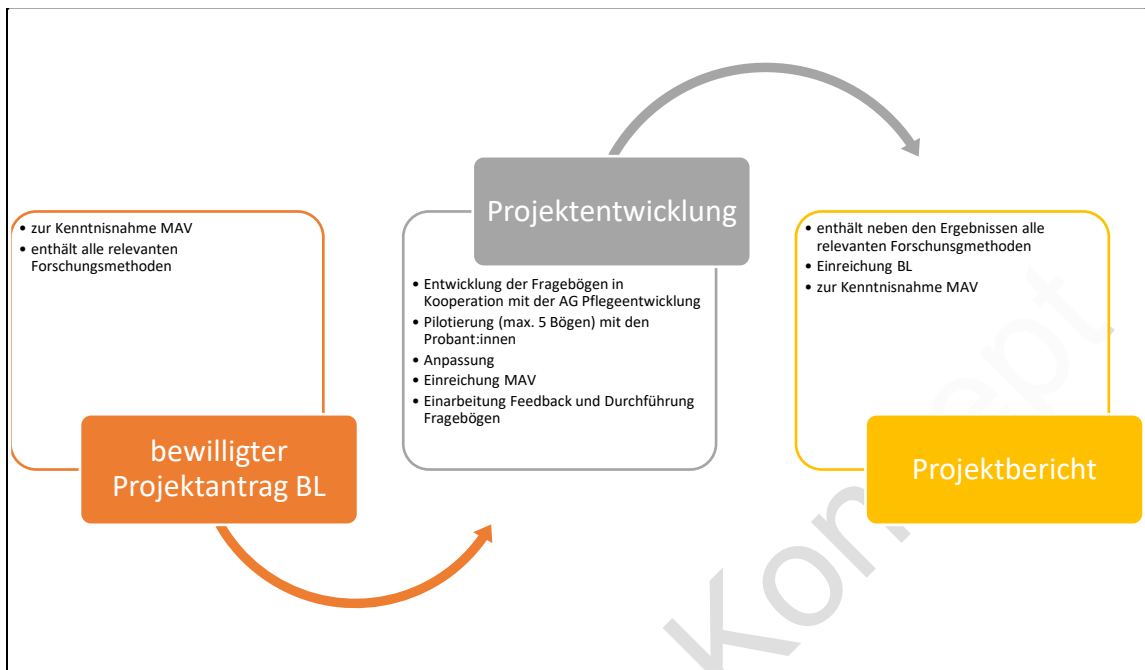 • zur Kenntnisnahme MAV
• enthält alle relevanten
Forschungsmethoden
bewilligter
Projektantrag BL
Projektentwicklung
• Entwicklung der Fragebögen in
Kooperation mit der AG Pflegeentwicklung
• Pilotierung (max. 5 Bögen) mit den
Probant:innen
• Anpassung
• Einreichung MAV
• Einarbeitung Feedback und Durchführung
Fragebögen
• enthält neben den Ergebnissen alle
relevanten Forschunsgmethoden
• Einreichung BL
• zur Kenntnisnahme MAV
Projektbericht
Konzept